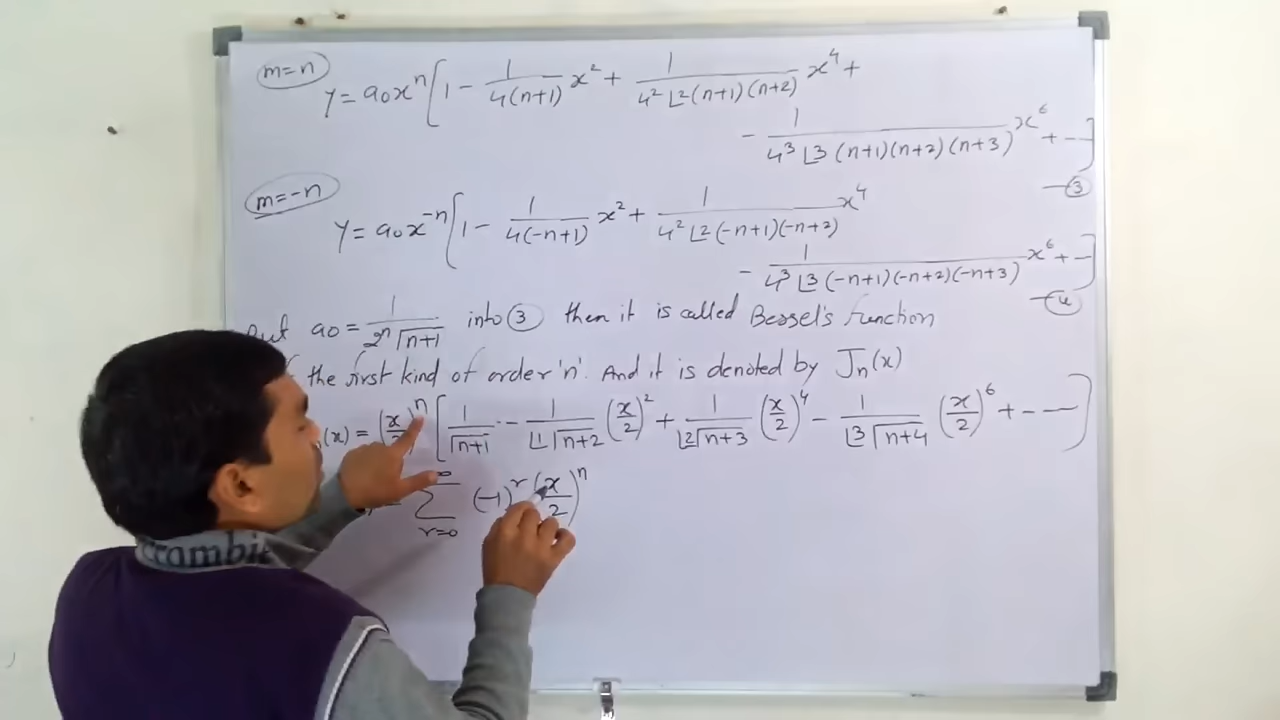 m=n y = a₀xⁿ[1 - 1/4(n+1) x² + 1/4² ⌊2 (n+1)(n+2) x⁴ +
- 1/4³ ⌊3 (n+1)(n+2)(n+3) x⁶ + ---]
—③
m=-n y = a₀x⁻ⁿ[1 - 1/4(-n+1) x² + 1/4² ⌊2 (-n+1)(-n+2) x⁴
- 1/4³ ⌊3 (-n+1)(-n+2)(-n+3) x⁶ + —]
—④
Put a₀ = 1/2ⁿ Γn+1 into ③ then it is called Bessel's function
the first kind of order 'n'. And it is denoted by Jₙ(x)
(x) = (x/2)ⁿ [1/Γn+1 - 1/⌊1 Γn+2 (x/2)² + 1/⌊2 Γn+3 (x/2)⁴ - 1/⌊3 Γn+4 (x/2)⁶ + ---]
= ∞ Σ r=0 (-1)ʳ (x/2)ⁿ
crombie